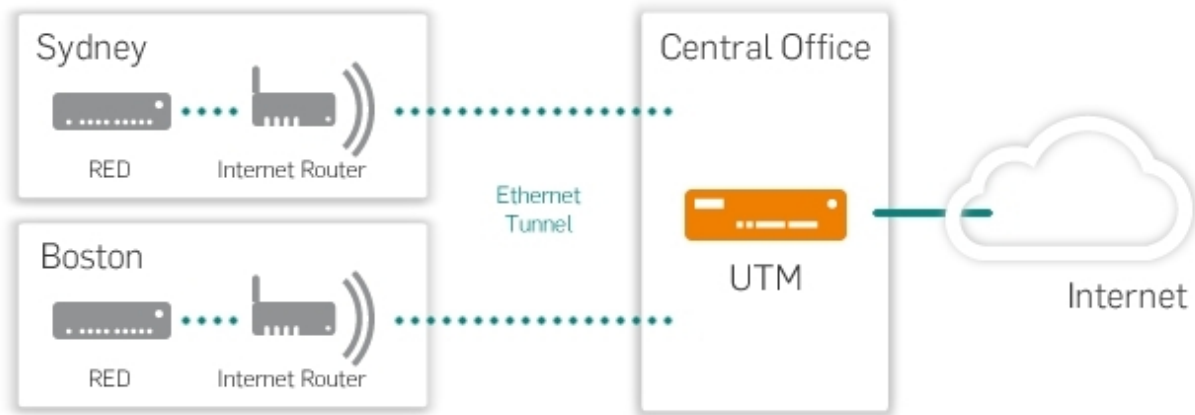 Sydney
RED
Internet Router
Boston
RED
Internet Router
Ethernet
Tunnel
Central Office
UTM
Internet